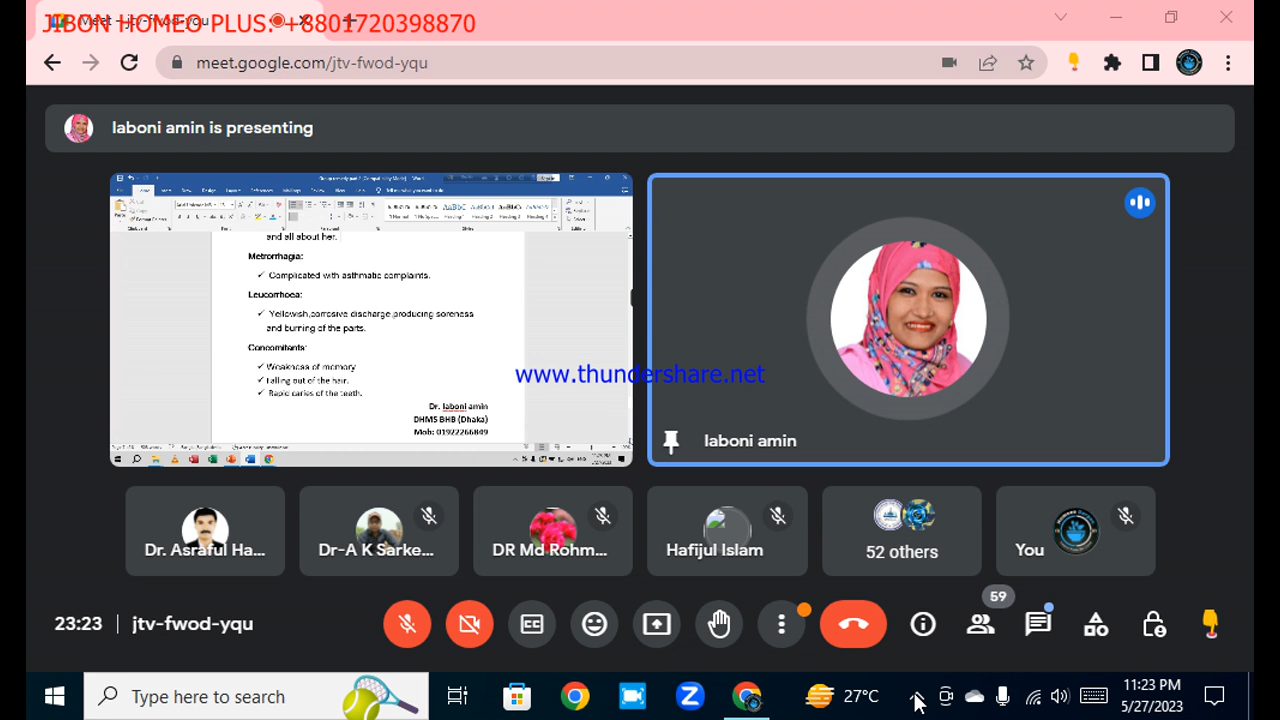 JIBON HOMEO PLUS: +8801720398870
meet.google.com/jtv-fwod-yqu
laboni amin is presenting
and all about her.
Metrorrhagia:
✓ Complicated with asthmatic complaints.
Leucorrhoea:
✓ Yellowish,corrosive discharge,producing soreness
and burning of the parts.
Concomitants:
✓ Weakness of memory
✓ Falling out of the hair.
✓ Rapid caries of the teeth.
Dr. laboni amin
DHMS BHB (Dhaka)
Mob: 01922266849
www.thundershare.net
laboni amin
Dr. Asraful Ha...
Dr-A K Sarke...
DR Md Rohm...
Hafijul Islam
52 others
You
59
23:23 | jtv-fwod-yqu
Type here to search
27°C
11:23 PM
5/27/2023